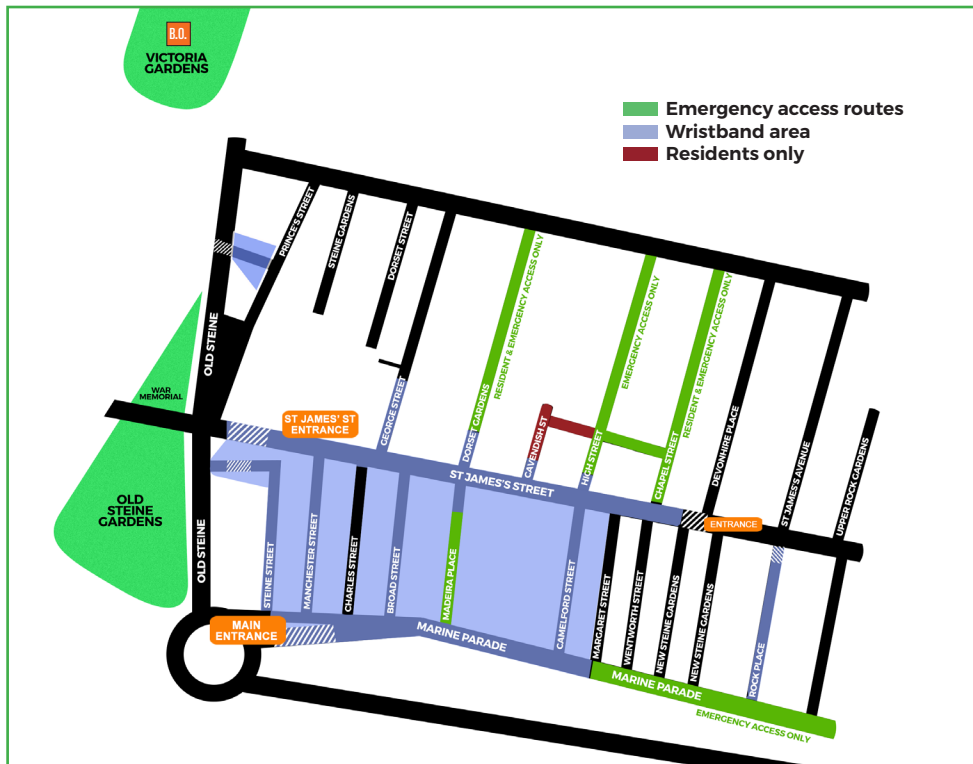 B.O.
VICTORIA
GARDENS
Emergency access routes
Wristband area
Residents only
PRINCE'S STREET
STEINE GARDENS
DORSET STREET
RESIDENT & EMERGENCY ACCESS ONLY
EMERGENCY ACCESS ONLY
RESIDENT & EMERGENCY ACCESS ONLY
OLD STEINE
WAR
MEMORIAL
ST JAMES' ST
ENTRANCE
GEORGE STREET
DORSET GARDENS
CAVENDISH ST
HIGH STREET
CHAPEL STREET
DEVONSHIRE PLACE
ST JAMES'S AVENUE
UPPER ROCK GARDENS
ST JAMES'S STREET
ENTRANCE
OLD
STEINE
GARDENS
OLD STEINE
STEINE STREET
MANCHESTER STREET
CHARLES STREET
BROAD STREET
MADEIRA PLACE
CAMELFORD STREET
MARGARET STREET
WENTWORTH STREET
NEW STEINE GARDENS
NEW STEINE GARDENS
ROCK PLACE
MAIN
ENTRANCE
MARINE PARADE
MARINE PARADE
EMERGENCY ACCESS ONLY